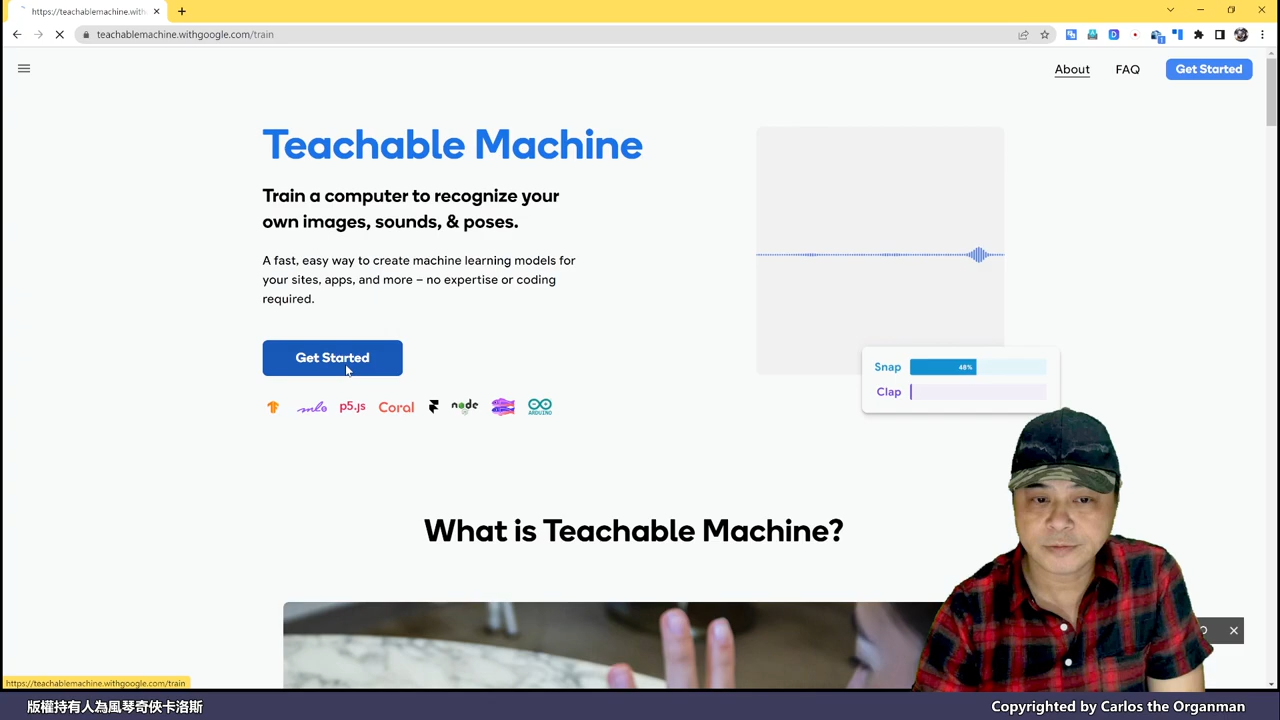 https://teachablemachine.with
teachablemachine.withgoogle.com/train
About
FAQ
Get Started
Teachable Machine
Train a computer to recognize your
own images, sounds, & poses.
A fast, easy way to create machine learning models for
your sites, apps, and more – no expertise or coding
required.
Get Started
ml5 p5.js Coral node ARDUINO
Snap 48%
Clap
What is Teachable Machine?
https://teachablemachine.withgoogle.com/train
版權持有人為風琴奇俠卡洛斯
Copyrighted by Carlos the Organman